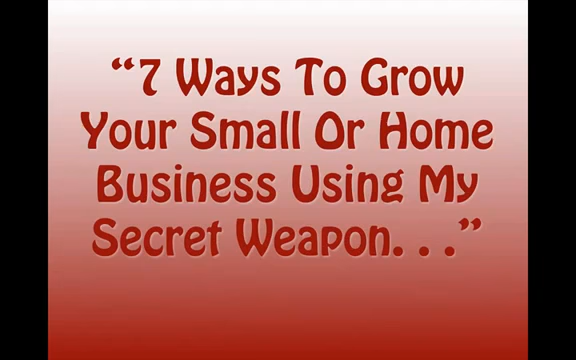 “7 Ways To Grow
Your Small Or Home
Business Using My
Secret Weapon. . .”